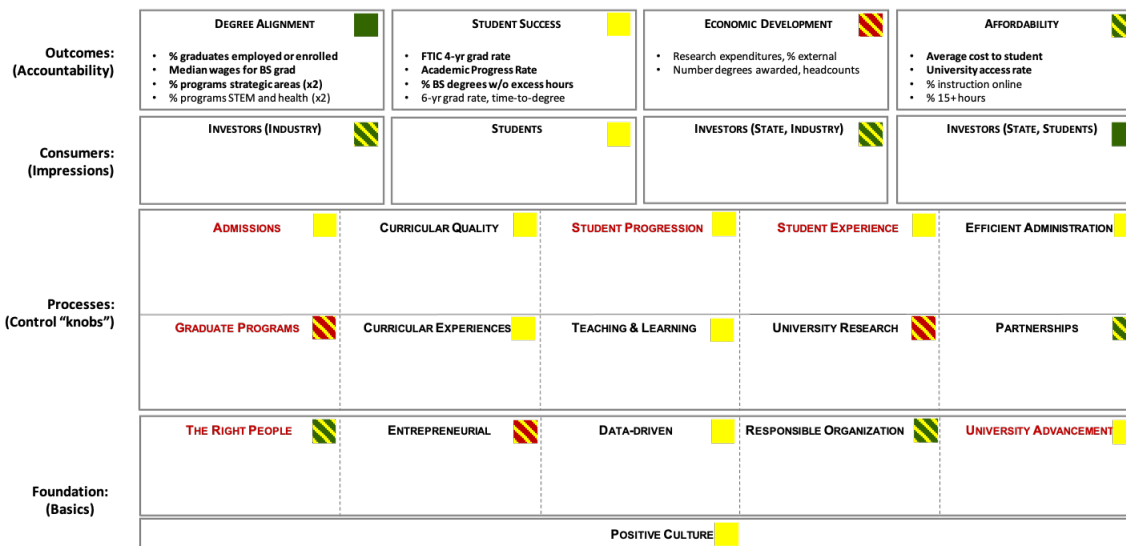 Outcomes:
(Accountability)
DEGREE ALIGNMENT
• % graduates employed or enrolled
• Median wages for BS grad
• % programs strategic areas (x2)
• % programs STEM and health (x2)
STUDENT SUCCESS
• FTIC 4-yr grad rate
• Academic Progress Rate
• % BS degrees w/o excess hours
• 6-yr grad rate, time-to-degree
ECONOMIC DEVELOPMENT
• Research expenditures, % external
• Number degrees awarded, headcounts
AFFORDABILITY
• Average cost to student
• University access rate
• % instruction online
• % 15+ hours
Consumers:
(Impressions)
INVESTORS (INDUSTRY)
STUDENTS
INVESTORS (STATE, INDUSTRY)
INVESTORS (STATE, STUDENTS)
Processes:
(Control “knobs”)
ADMISSIONS
CURRICULAR QUALITY
STUDENT PROGRESSION
STUDENT EXPERIENCE
EFFICIENT ADMINISTRATION
GRADUATE PROGRAMS
CURRICULAR EXPERIENCES
TEACHING & LEARNING
UNIVERSITY RESEARCH
PARTNERSHIPS
Foundation:
(Basics)
THE RIGHT PEOPLE
ENTREPRENEURIAL
DATA-DRIVEN
RESPONSIBLE ORGANIZATION
UNIVERSITY ADVANCEMENT
POSITIVE CULTURE